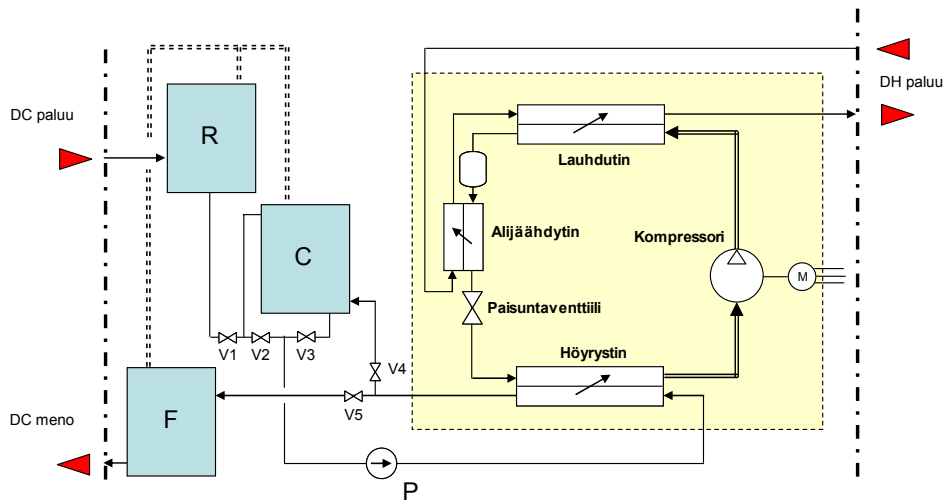 DC paluu
DH paluu
R
Lauhdutin
C
Alijäähdytin
Kompressori
M
Paisuntaventtiili
V1
V2
V3
V4
Höyrystin
F
V5
DC meno
P